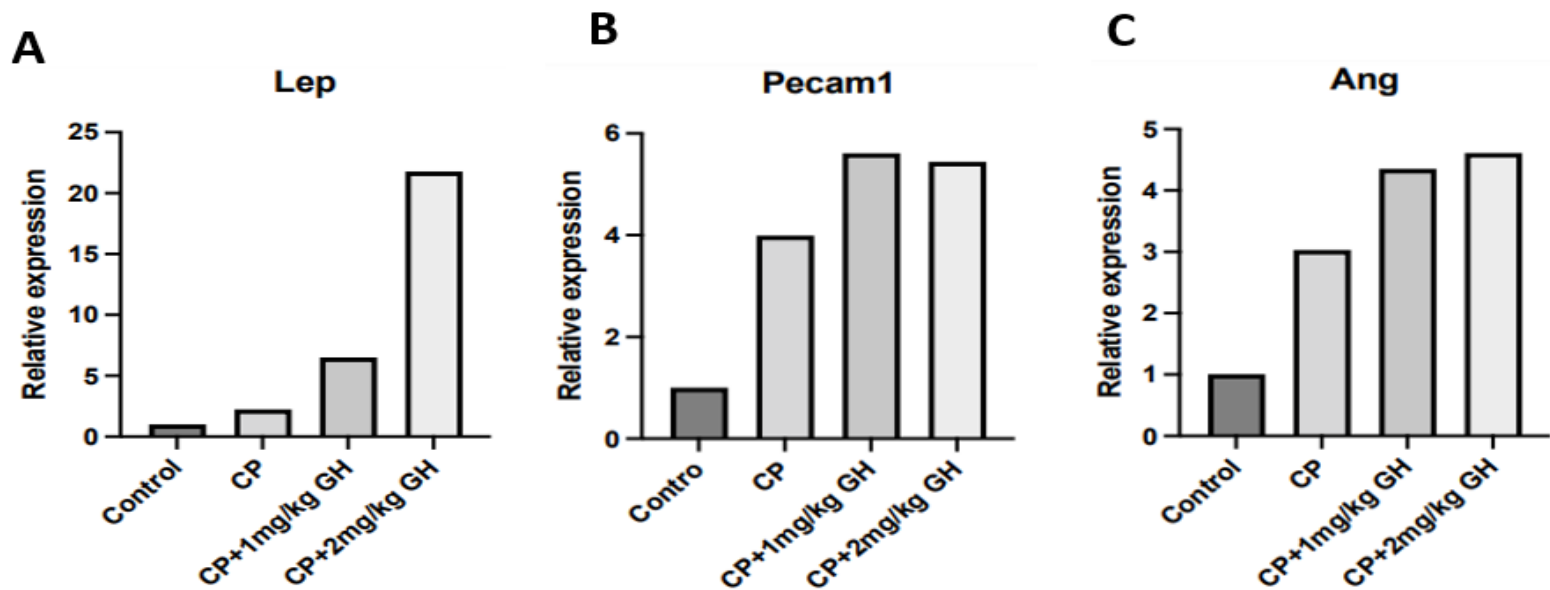 A
Lep
Relative expression
25
20
15
10
5
0
Control
CP
CP+1mg/kg GH
CP+2mg/kg GH
B
Pecam1
Relative expression
6
4
2
0
Contro
CP
CP+1mg/kg GH
CP+2mg/kg GH
C
Ang
Relative expression
5
4
3
2
1
0
Control
CP
CP+1mg/kg GH
CP+2mg/kg GH